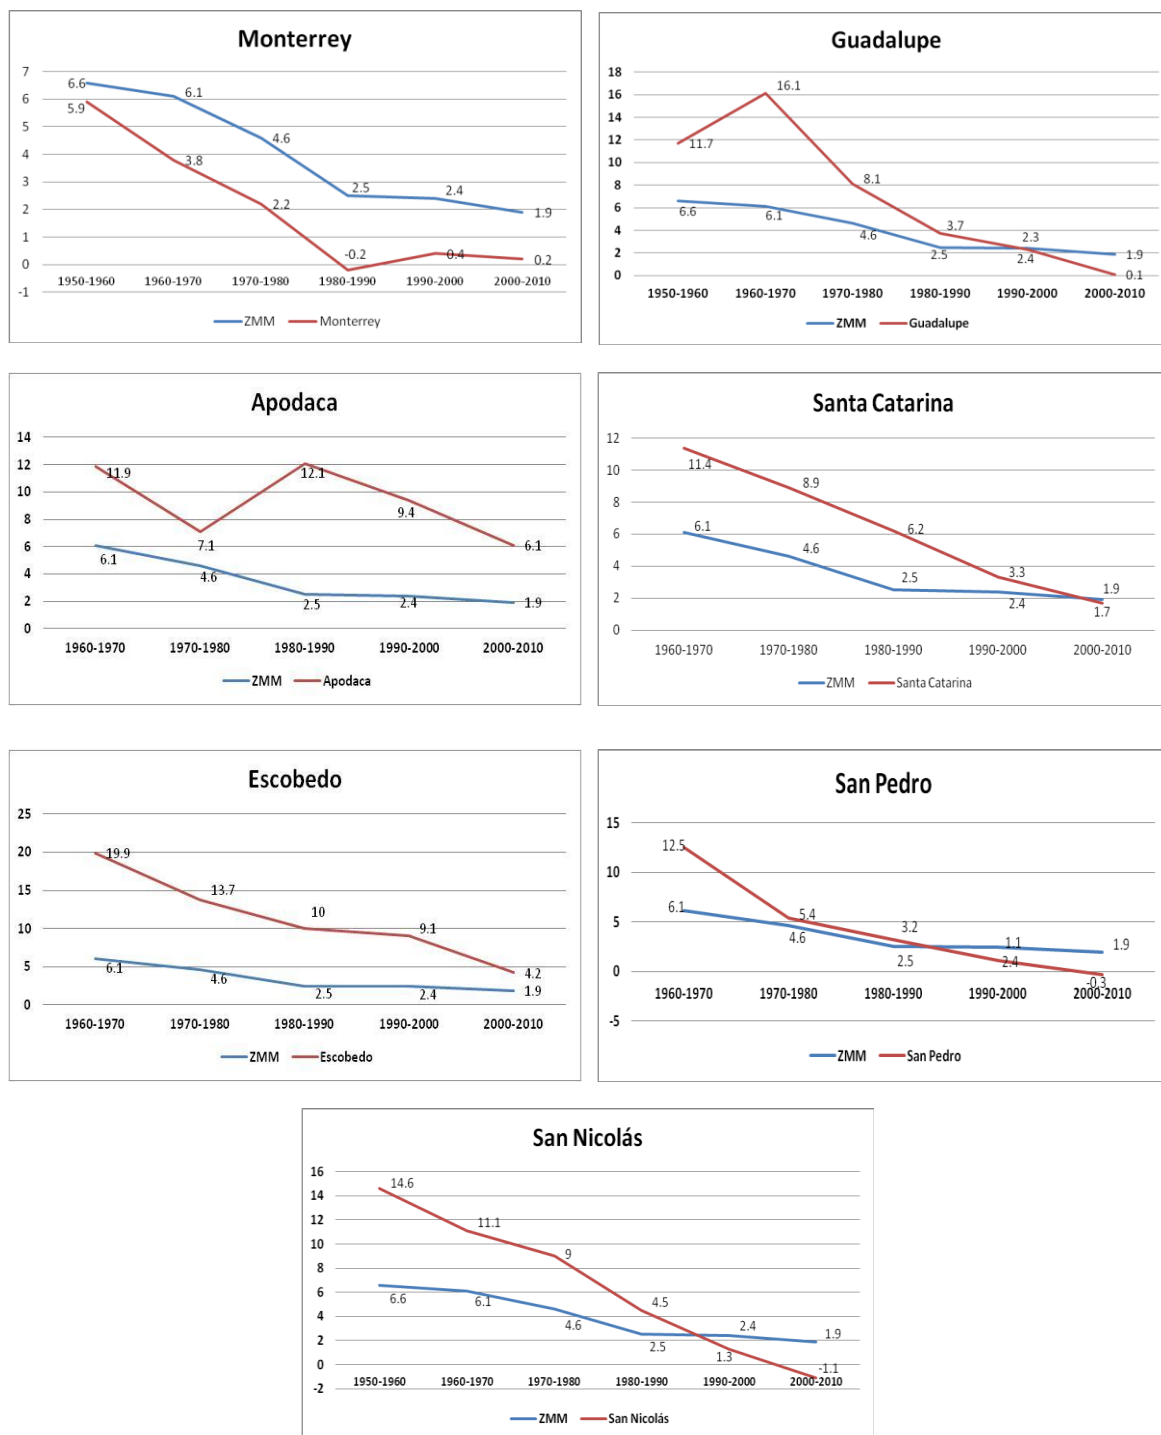 Monterrey
7
6
5
4
3
2
1
0
-1
6.6 6.1 4.6 2.5 2.4 1.9
5.9 3.8 2.2 -0.2 0.4 0.2
1950-1960 1960-1970 1970-1980 1980-1990 1990-2000 2000-2010
ZMM Monterrey
Guadalupe
18
16
14
12
10
8
6
4
2
0
11.7 16.1 8.1 3.7 2.3 1.9
6.6 6.1 4.6 2.5 2.4 0.1
1950-1960 1960-1970 1970-1980 1980-1990 1990-2000 2000-2010
ZMM Guadalupe
Apodaca
14
12
10
8
6
4
2
0
11.9 7.1 12.1 9.4 6.1
6.1 4.6 2.5 2.4 1.9
1960-1970 1970-1980 1980-1990 1990-2000 2000-2010
ZMM Apodaca
Santa Catarina
12
10
8
6
4
2
0
11.4 8.9 6.2 3.3 1.9
6.1 4.6 2.5 2.4 1.7
1960-1970 1970-1980 1980-1990 1990-2000 2000-2010
ZMM Santa Catarina
Escobedo
25
20
15
10
5
0
19.9 13.7 10 9.1 4.2
6.1 4.6 2.5 2.4 1.9
1960-1970 1970-1980 1980-1990 1990-2000 2000-2010
ZMM Escobedo
San Pedro
15
10
5
0
-5
12.5 5.4 3.2 1.1 1.9
6.1 4.6 2.5 2.4 -0.3
1960-1970 1970-1980 1980-1990 1990-2000 2000-2010
ZMM San Pedro
San Nicolás
16
14
12
10
8
6
4
2
0
-2
14.6 11.1 9 4.5 2.4 1.9
6.6 6.1 4.6 2.5 1.3 -1.1
1950-1960 1960-1970 1970-1980 1980-1990 1990-2000 2000-2010
ZMM San Nicolás